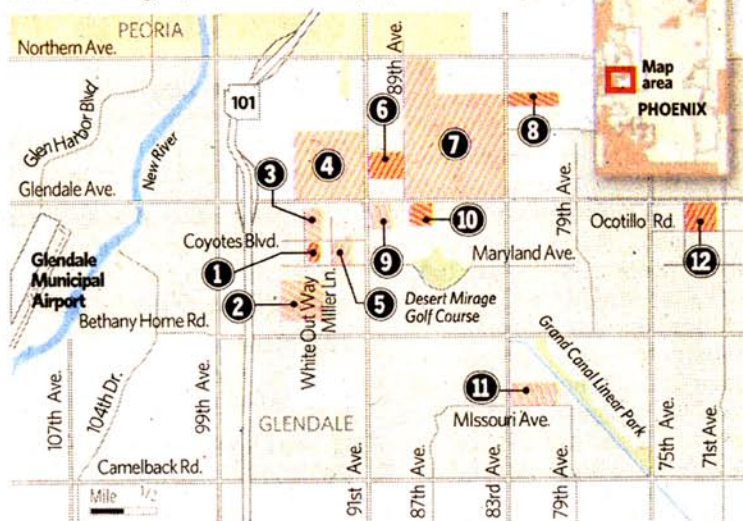 PEORIA
Northern Ave.
89th Ave.
101
Map
area
PHOENIX
Glen Harbor Blvd
New River
6
7
8
4
3
Glendale Ave.
79th Ave.
Ocotillo Rd.
10
Coyotes Blvd.
Maryland Ave.
Glendale
Municipal
Airport
1
9
12
2
5
Desert Mirage
Golf Course
Bethany Home Rd.
White Out Way
Miller Ln.
Grand Canal Linear Park
107th Ave.
104th Dr.
99th Ave.
11
GLENDALE
Missouri Ave.
Camelback Rd.
91st Ave.
87th Ave.
83rd Ave.
79th Ave.
75th Ave.
71st Ave.
Mile 1/2